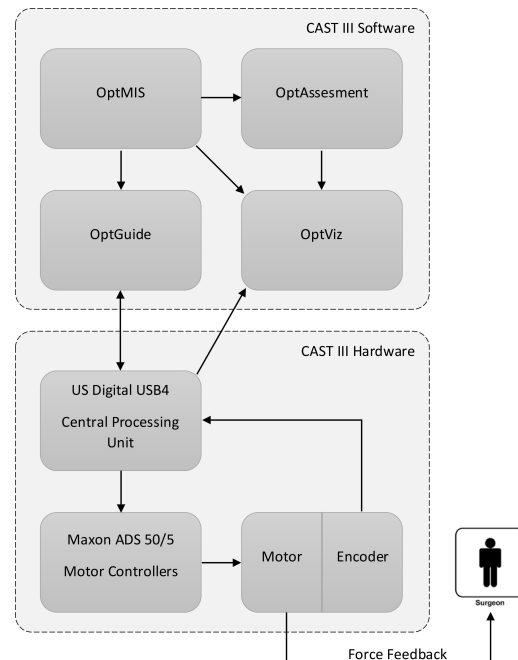 CAST III Software
OptMIS
OptAssesment
OptGuide
OptViz
CAST III Hardware
US Digital USB4
Central Processing
Unit
Maxon ADS 50/5
Motor Controllers
Motor
Encoder
Surgeon
Force Feedback